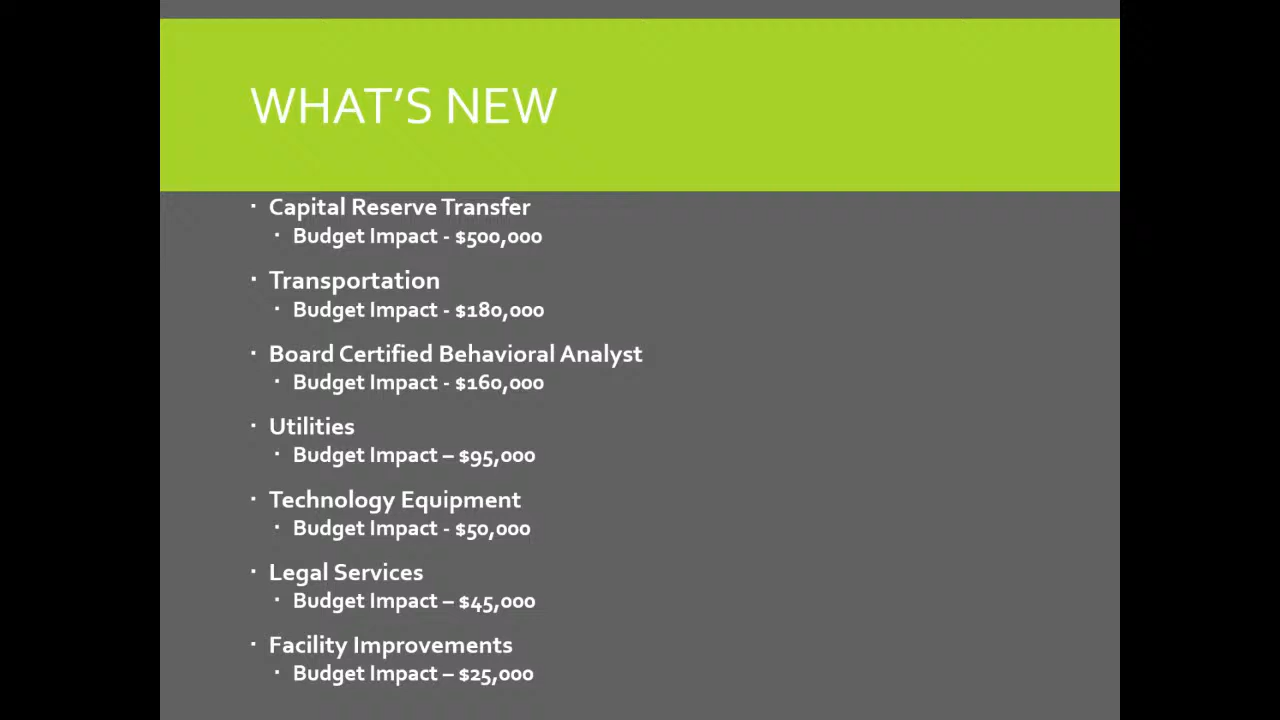 WHAT’S NEW
▪ Capital Reserve Transfer
▪ Budget Impact - $500,000
▪ Transportation
▪ Budget Impact - $180,000
▪ Board Certified Behavioral Analyst
▪ Budget Impact - $160,000
▪ Utilities
▪ Budget Impact – $95,000
▪ Technology Equipment
▪ Budget Impact - $50,000
▪ Legal Services
▪ Budget Impact – $45,000
▪ Facility Improvements
▪ Budget Impact – $25,000